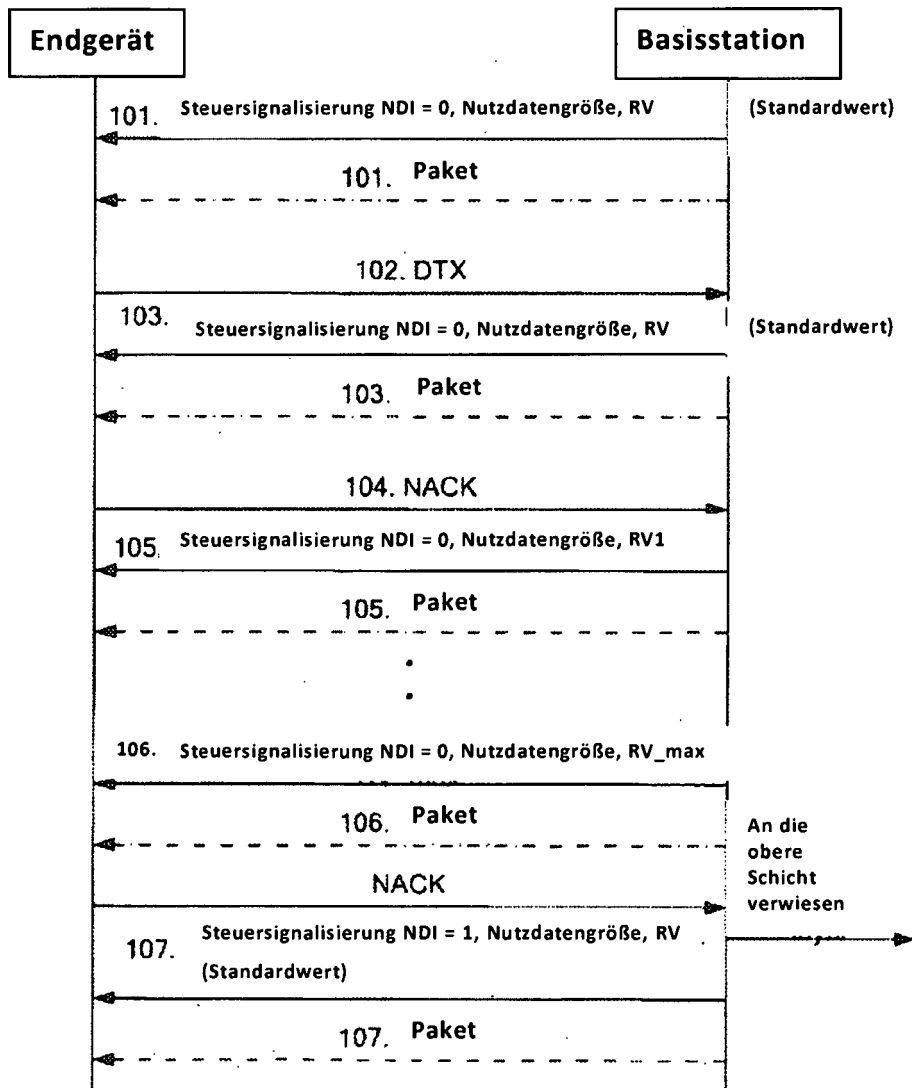 Endgerät
Basisstation
101. Steuersignalisierung NDI = 0, Nutzdatengröße, RV (Standardwert)
101. Paket
102. DTX
103. Steuersignalisierung NDI = 0, Nutzdatengröße, RV (Standardwert)
103. Paket
104. NACK
105. Steuersignalisierung NDI = 0, Nutzdatengröße, RV1
105. Paket
106. Steuersignalisierung NDI = 0, Nutzdatengröße, RV_max
106. Paket
An die
obere
Schicht
verwiesen
NACK
107. Steuersignalisierung NDI = 1, Nutzdatengröße, RV
(Standardwert)
107. Paket